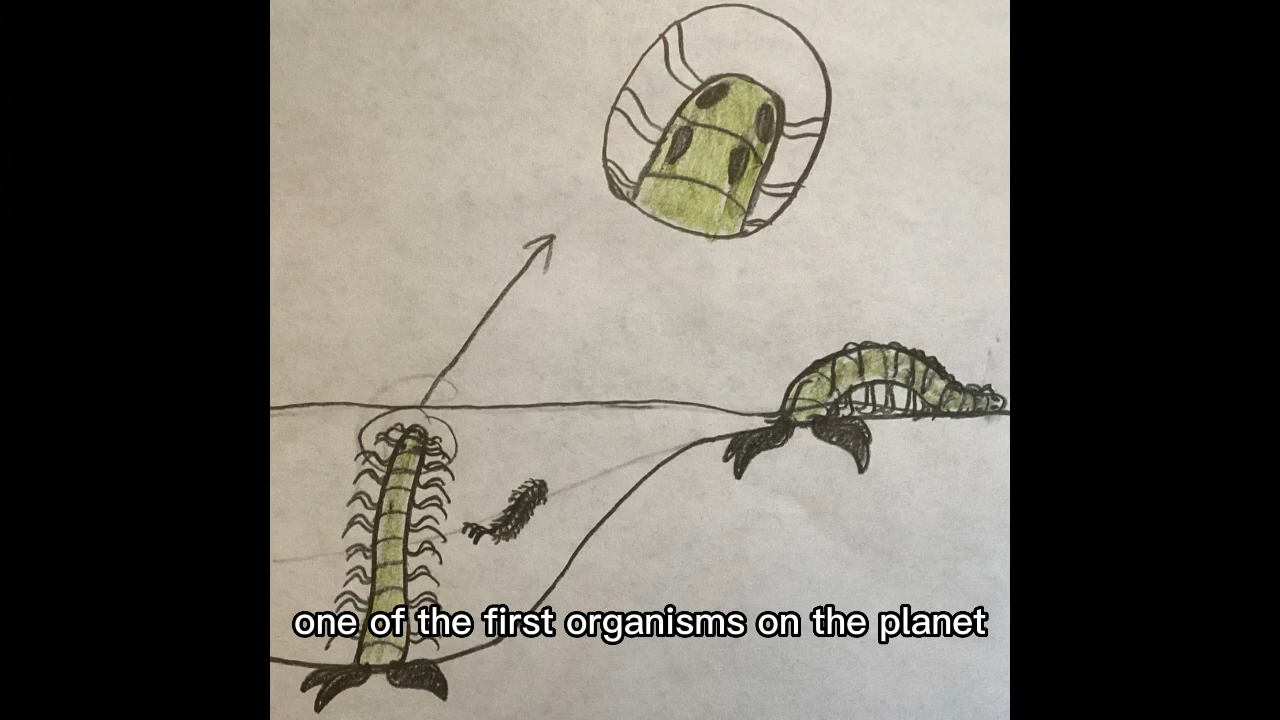 one of the first organisms on the planet